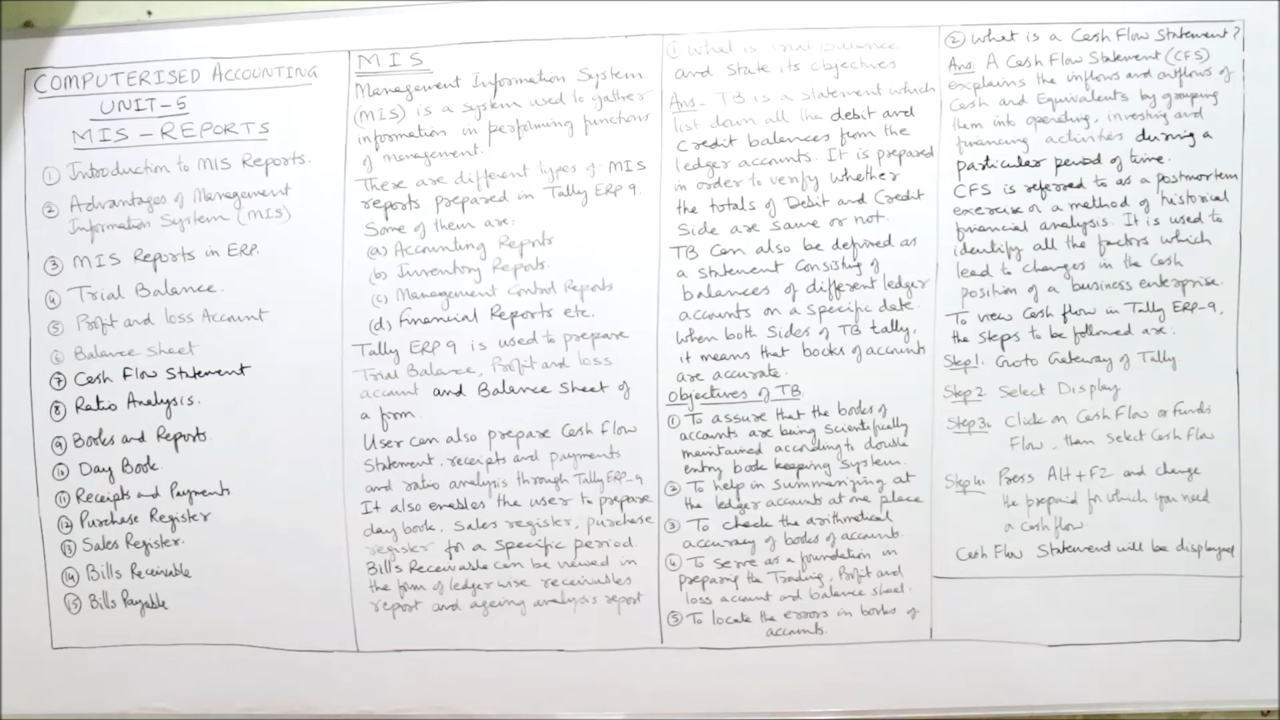 COMPUTERISED ACCOUNTING
UNIT-5
MIS-REPORTS
① Introduction to MIS Reports.
② Advantages of Management
Information System (MIS)
③ MIS Reports in ERP.
④ Trial Balance.
⑤ Profit and loss Account
⑥ Balance Sheet
⑦ Cash Flow Statement
⑧ Ratio Analysis.
⑨ Books and Reports.
⑩ Day Book.
⑪ Receipts and Payments
⑫ Purchase Register
⑬ Sales Register.
⑭ Bills Receivable
⑮ Bills Payable
MIS
Management Information System
(MIS) is a system used to gather
information in performing functions
of management.
There are different types of MIS
reports prepared in Tally ERP 9.
Some of them are:
(a) Accounting Reports
(b) Inventory Reports.
(c) Management Control Reports
(d) Financial Reports etc.
Tally ERP 9 is used to prepare
Trial Balance, Profit and loss
account and Balance Sheet of
a form.
User can also prepare Cash Flow
Statement, receipts and payments
and ratio analysis through Tally ERP-9
It also enables the user to prepare
day book, Sales register, purchase
register for a specific period.
Bills Receivable can be viewed in
the form of ledger wise receivables
report and ageing analysis report
① What is trial balance
and state its objectives
Ans- TB is a statement which
list down all the debit and
credit balances from the
ledger accounts. It is prepared
in order to verify whether
the totals of Debit and Credit
Side are same or not.
TB can also be defined as
a statement consisting of
balances of different ledger
accounts on a specific date.
When both sides of TB tally,
it means that books of accounts
are accurate.
Objectives of TB
① To assure that the books of
accounts are being scientifically
maintained according to double
entry book keeping system.
② To help in summarizing at
the ledger accounts at one place
③ To check the arithmetical
accuracy of books of accounts.
④ To serve as a foundation in
preparing the Trading, Profit and
loss account and balance sheet.
⑤ To locate the errors in books of
accounts.
② What is a Cash Flow Statement?
Ans: A Cash Flow Statement (CFS)
explains the inflows and outflows of
Cash and Equivalents by grouping
them into operating, investing and
financing activites during a
particular period of time.
CFS is referred to as a postmortem
exercise or a method of historical
financial analysis. It is used to
identify all the factors which
lead to changes in the Cash
position of a business enterprise.
To view Cash flow in Tally ERP-9,
the steps to be followed are:
Step 1: Goto Gateway of Tally
Step 2: Select Display
Step 3: Click on Cash Flow or Funds
Flow, then Select Cash Flow
Step 4: Press Alt+F2 and change
the for which you need
a cash flow.
Cash Flow Statement will be displayed